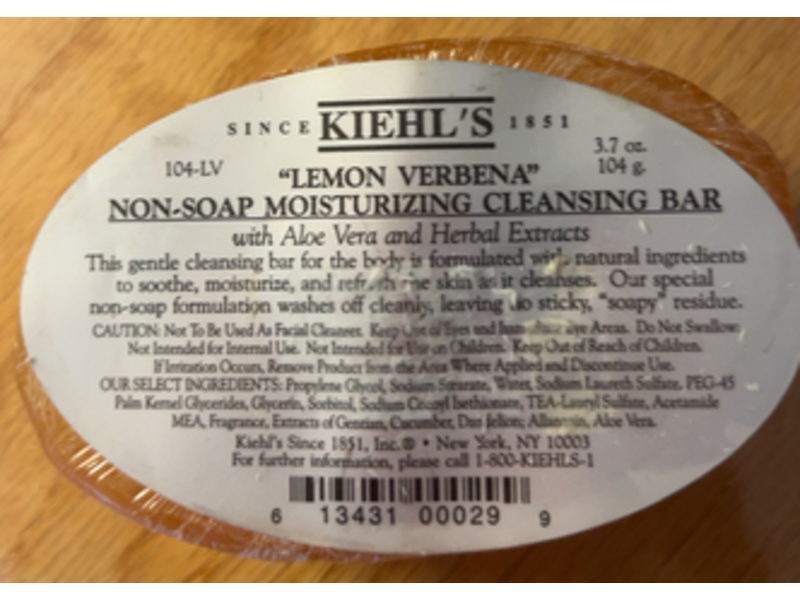 SINCE KIEHL'S 1851
3.7 oz.
104-LV 104 g.
"LEMON VERBENA"
NON-SOAP MOISTURIZING CLEANSING BAR
with Aloe Vera and Herbal Extracts
This gentle cleansing bar for the body is formulated with natural ingredients
to soothe, moisturize, and refresh the skin as it cleanses. Our special
non-soap formulation washes off cleanly, leaving no sticky, "soapy" residue.
CAUTION: Not To Be Used As Facial Cleanser. Keep Out of Eyes and Immediate Eye Areas. Do Not Swallow.
Not Intended for Internal Use. Not Intended for Use on Children. Keep Out of Reach of Children.
If Irritation Occurs, Remove Product from the Area Where Applied and Discontinue Use.
OUR SELECT INGREDIENTS: Propylene Glycol, Sodium Stearate, Water, Sodium Laureth Sulfate, PEG-45
Palm Kernel Glycerides, Glycerin, Sorbitol, Sodium Cocoyl Isethionate, TEA-Lauryl Sulfate, Acetamide
MEA, Fragrance, Extracts of Gentian, Cucumber, Allantoin, Aloe Vera.
Kiehl's Since 1851, Inc.® • New York, NY 10003
For further information, please call 1-800-KIEHLS-1
6 13431 00029 9